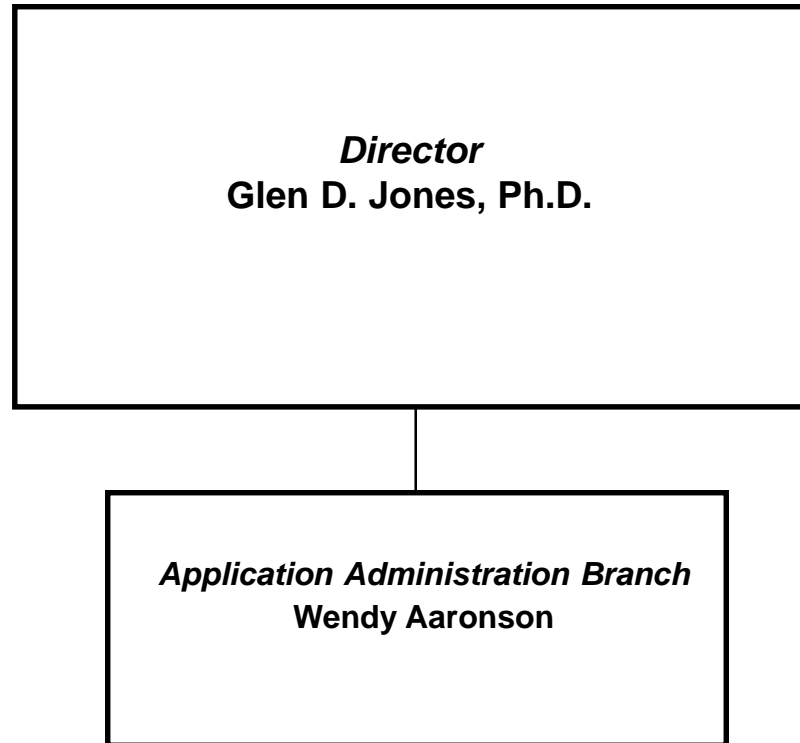 Director
Glen D. Jones, Ph.D.
Application Administration Branch
Wendy Aaronson